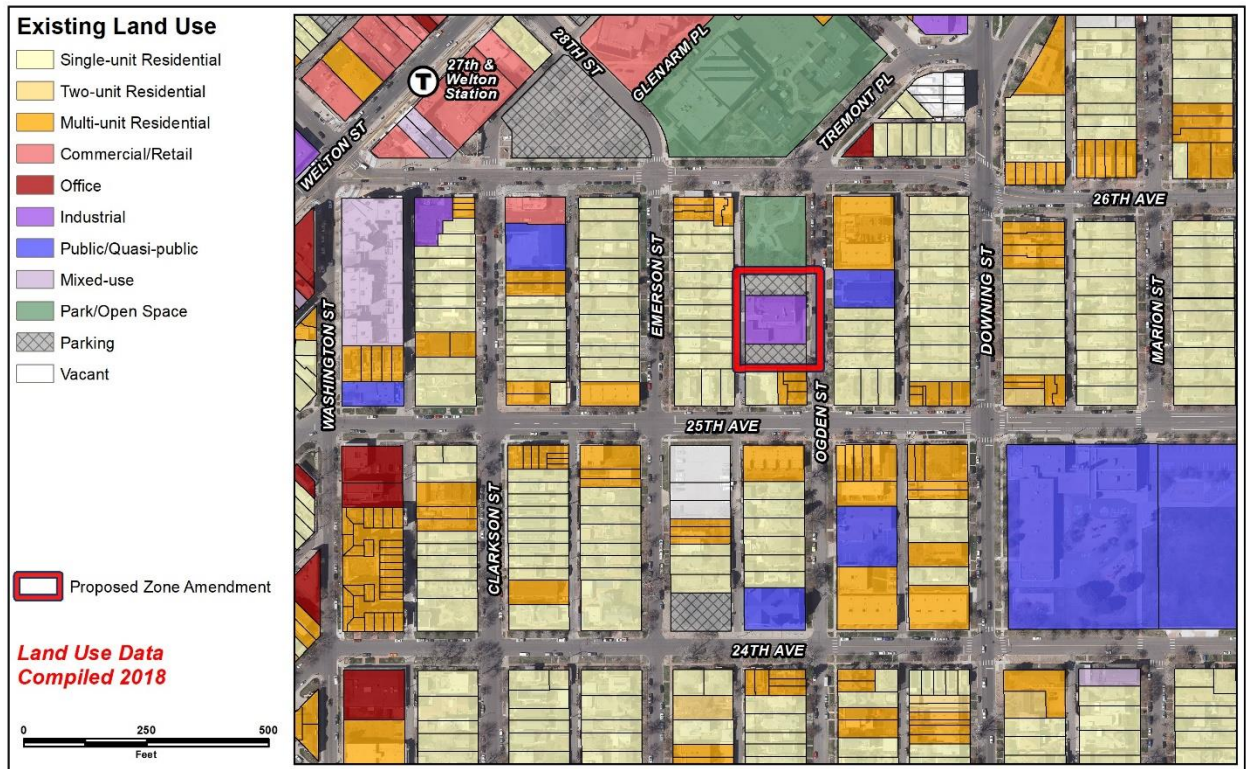 Existing Land Use
Single-unit Residential
Two-unit Residential
Multi-unit Residential
Commercial/Retail
Office
Industrial
Public/Quasi-public
Mixed-use
Park/Open Space
Parking
Vacant
Proposed Zone Amendment
Land Use Data
Compiled 2018
0 250 500
Feet
T
27th &
Welton
Station
28TH ST
GLENARM PL
TREMONT PL
WELTON ST
26TH AVE
WASHINGTON ST
EMERSON ST
OGDEN ST
DOWNING ST
MARION ST
25TH AVE
CLARKSON ST
24TH AVE